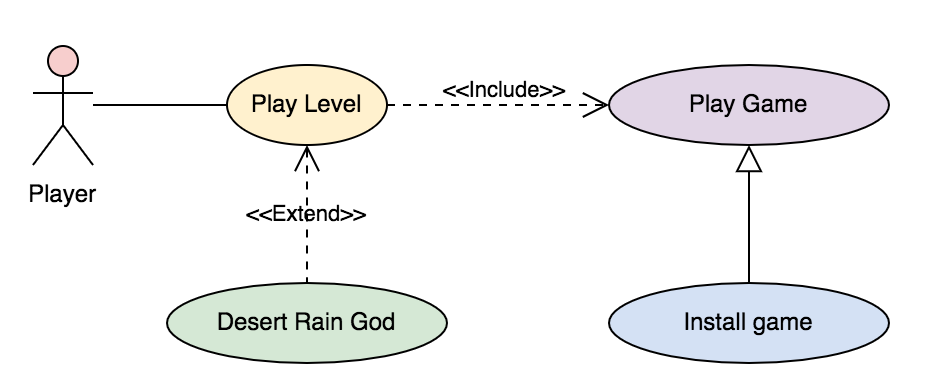 <<Include>>
Play Level
Play Game
Player
<<Extend>>
Desert Rain God
Install game